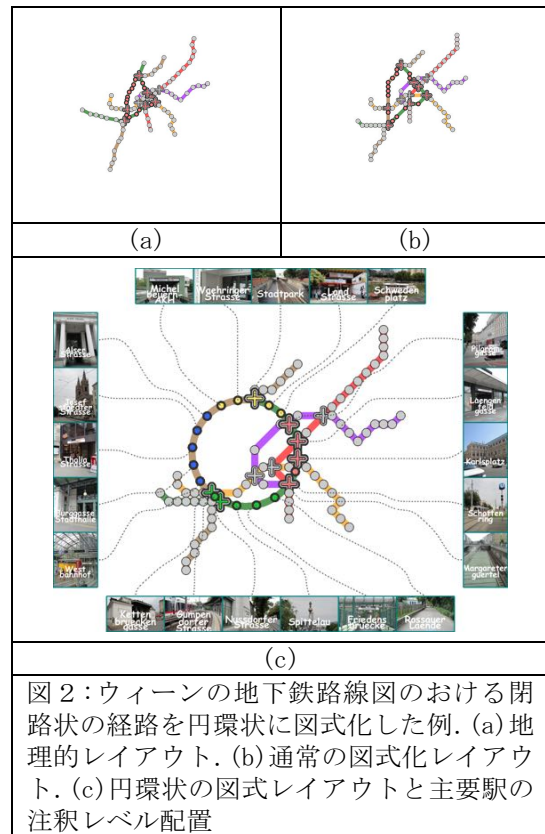 (a)
(b)
Michel
beuern
AKH
Waehringer
Strasse
Stadtpark
Land
Strasse
Schweden
platz
Alser
Strasse
Josef
Staedter
Strasse
Thalia
Strasse
Burggasse
Stadthalle
West
bahnhof
Pilgram
gasse
Laengen
feld
gasse
Karlsplatz
Schotten
ring
Margareten
guertel
Ketten
bruecken
gasse
Gumpen
dorfer
Strasse
Nussdorfer
Strasse
Spittelau
Friedens
bruecke
Rossauer
Laende
(c)
図2:ウィーンの地下鉄路線図のおける閉
路状の経路を円環状に図式化した例. (a)地
理的レイアウト. (b)通常の図式化レイアウ
ト. (c)円環状の図式レイアウトと主要駅の
注釈レベル配置